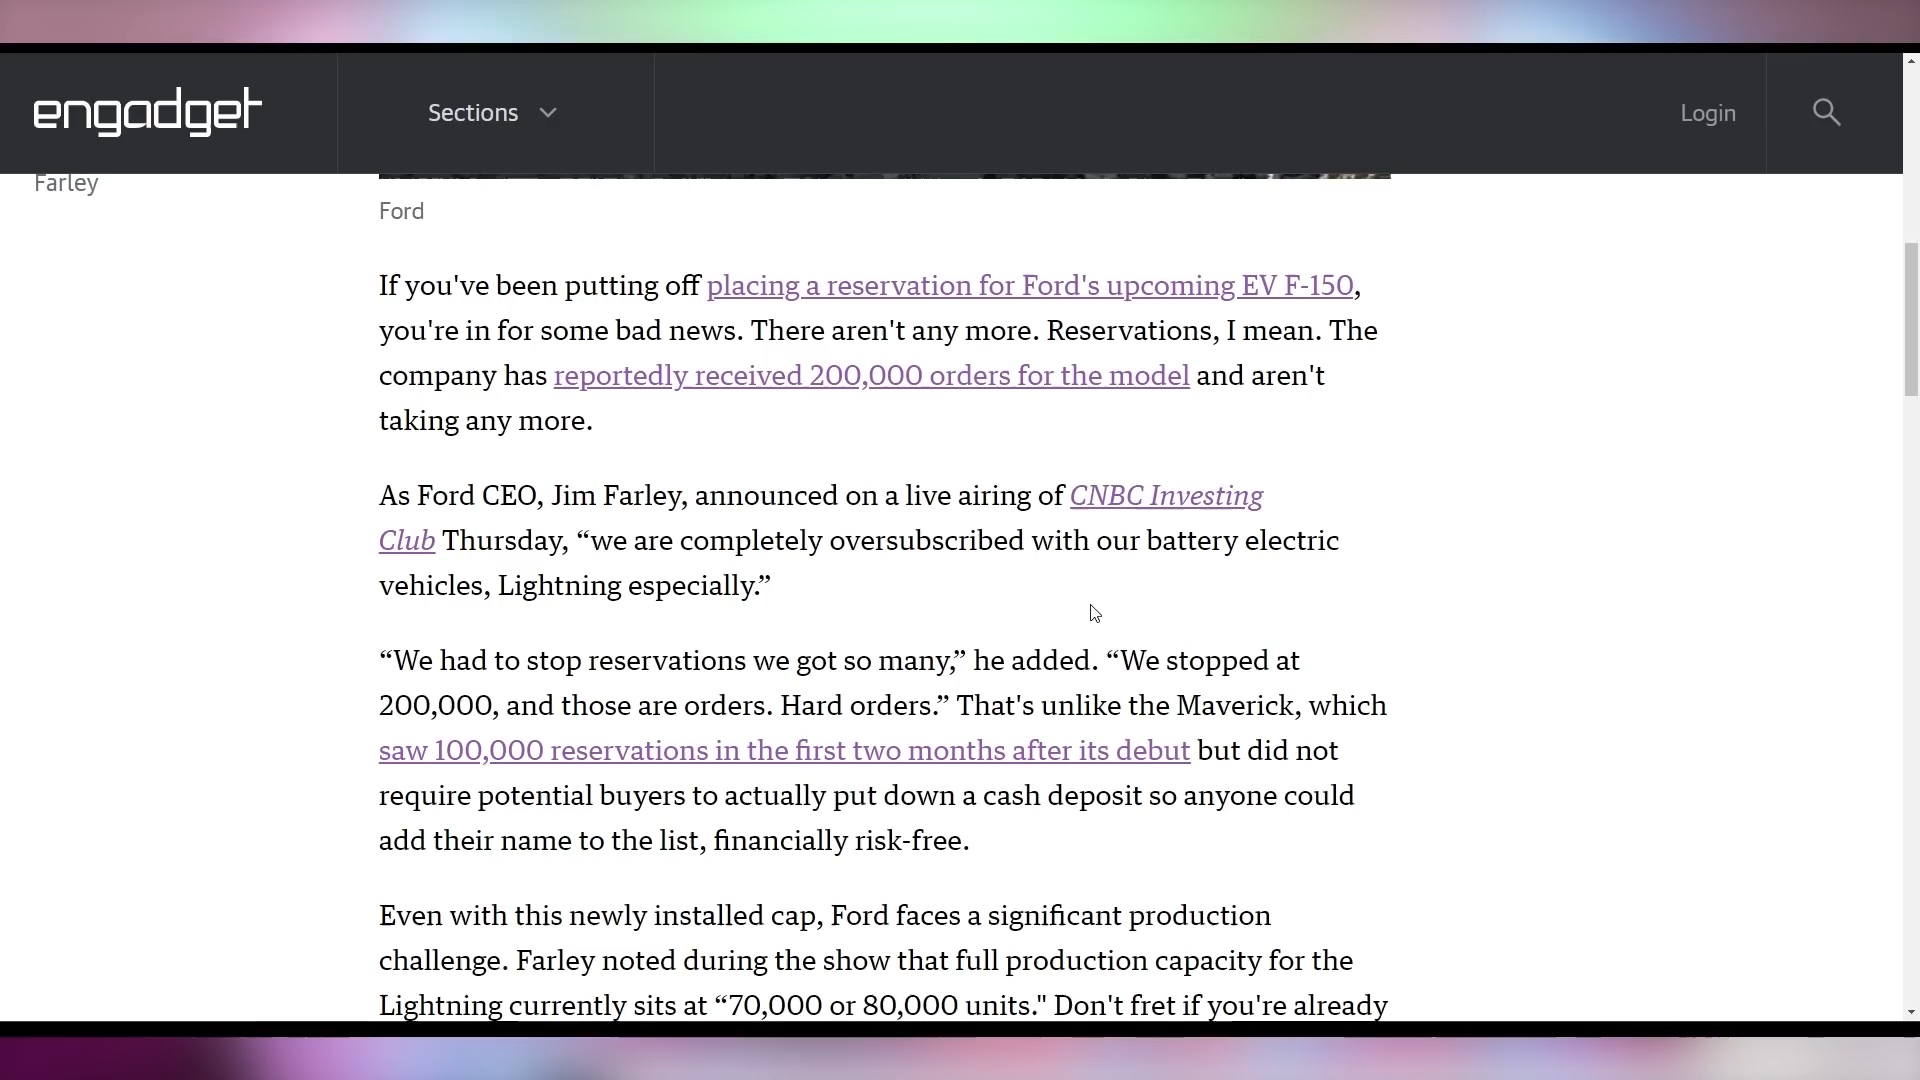 engadget
Sections
Login
Farley
Ford
If you've been putting off placing a reservation for Ford's upcoming EV F-150,
you're in for some bad news. There aren't any more. Reservations, I mean. The
company has reportedly received 200,000 orders for the model and aren't
taking any more.
As Ford CEO, Jim Farley, announced on a live airing of CNBC Investing
Club Thursday, “we are completely oversubscribed with our battery electric
vehicles, Lightning especially.”
“We had to stop reservations we got so many,” he added. “We stopped at
200,000, and those are orders. Hard orders.” That's unlike the Maverick, which
saw 100,000 reservations in the first two months after its debut but did not
require potential buyers to actually put down a cash deposit so anyone could
add their name to the list, financially risk-free.
Even with this newly installed cap, Ford faces a significant production
challenge. Farley noted during the show that full production capacity for the
Lightning currently sits at “70,000 or 80,000 units." Don't fret if you're already